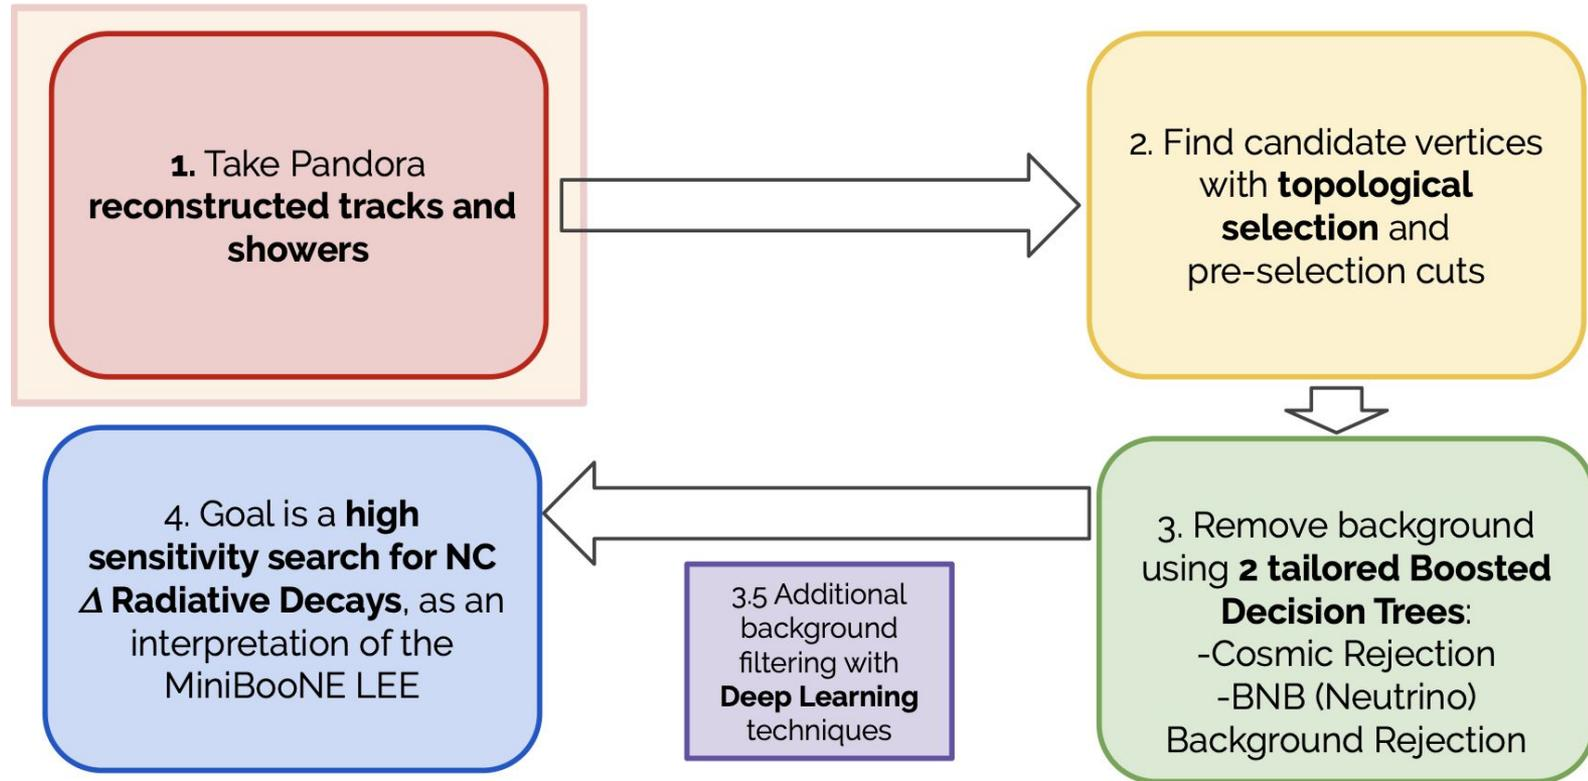 1. Take Pandora
reconstructed tracks and
showers
2. Find candidate vertices
with topological
selection and
pre-selection cuts
3. Remove background
using 2 tailored Boosted
Decision Trees:
-Cosmic Rejection
-BNB (Neutrino)
Background Rejection
3.5 Additional
background
filtering with
Deep Learning
techniques
4. Goal is a high
sensitivity search for NC
Δ Radiative Decays, as an
interpretation of the
MiniBooNE LEE